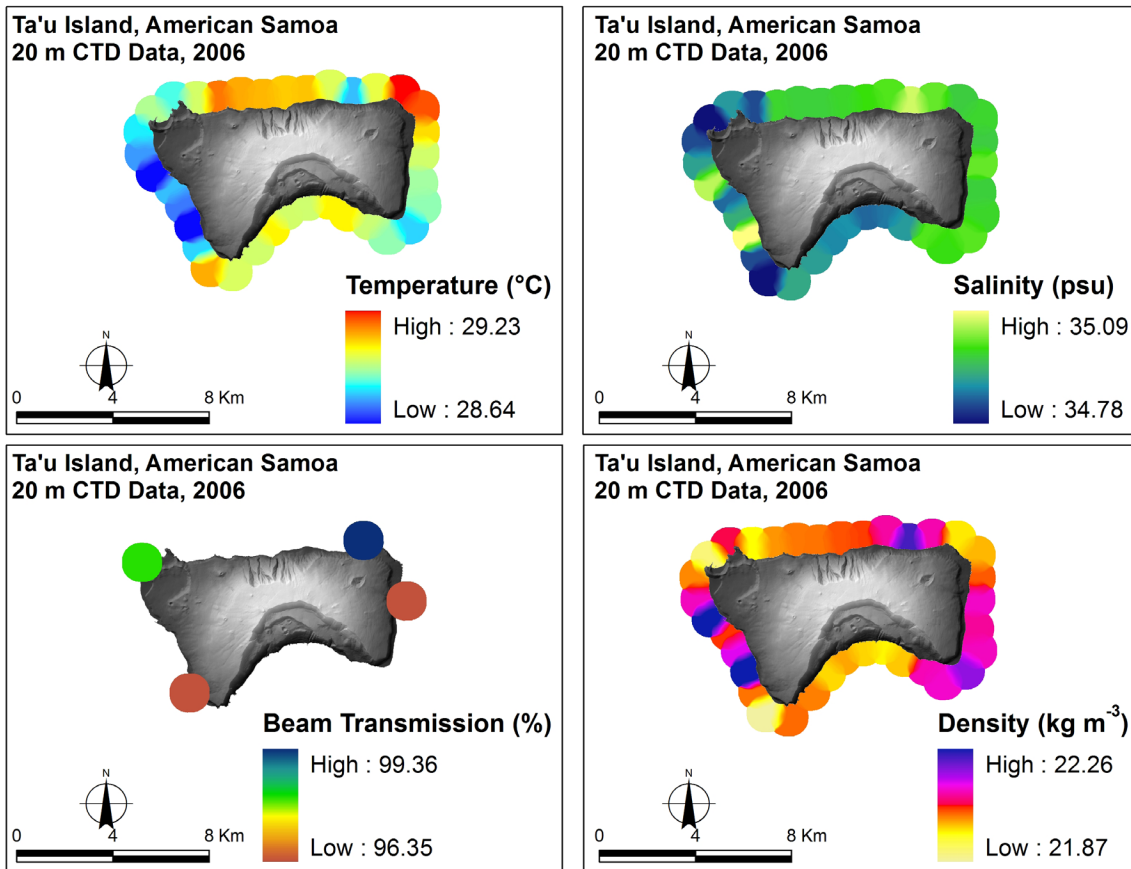 Ta'u Island, American Samoa
20 m CTD Data, 2006
Temperature (°C)
High : 29.23
Low : 28.64
N
0 4 8 Km
Ta'u Island, American Samoa
20 m CTD Data, 2006
Salinity (psu)
High : 35.09
Low : 34.78
N
0 4 8 Km
Ta'u Island, American Samoa
20 m CTD Data, 2006
Beam Transmission (%)
High : 99.36
Low : 96.35
N
0 4 8 Km
Ta'u Island, American Samoa
20 m CTD Data, 2006
Density (kg m⁻³)
High : 22.26
Low : 21.87
N
0 4 8 Km